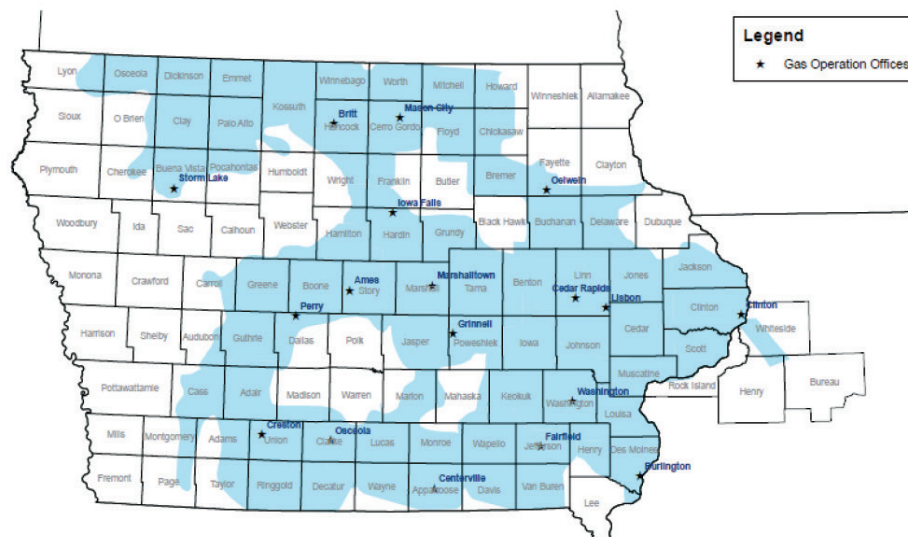 Legend
★ Gas Operation Offices
Lyon
Osceola
Dickinson
Emmet
Winnebago
Worth
Mitchell
Howard
Winneshiek
Allamakee
Kossuth
Sioux
O Brien
Clay
Palo Alto
Britt
Hancock
Mason City
Cerro Gordo
Floyd
Chickasaw
Plymouth
Cherokee
Buena Vista
Pocahontas
Storm Lake
Humboldt
Wright
Franklin
Butler
Bremer
Fayette
Clayton
Oelwein
Iowa Falls
Woodbury
Ida
Sac
Calhoun
Webster
Hamilton
Hardin
Grundy
Black Hawk
Buchanan
Delaware
Dubuque
Monona
Crawford
Carroll
Greene
Boone
Ames
Story
Marshalltown
Marshall
Tama
Benton
Linn
Cedar Rapids
Jones
Lisbon
Jackson
Clinton
Clinton
Whiteside
Harrison
Shelby
Audubon
Guthrie
Perry
Dallas
Polk
Jasper
Grinnell
Poweshiek
Iowa
Johnson
Cedar
Scott
Muscatine
Rock Island
Henry
Bureau
Pottawattamie
Cass
Adair
Madison
Warren
Marion
Mahaska
Keokuk
Washington
Washington
Louisa
Mills
Montgomery
Adams
Creston
Union
Osceola
Clarke
Lucas
Monroe
Wapello
Fairfield
Jefferson
Henry
Des Moines
Burlington
Fremont
Page
Taylor
Ringgold
Decatur
Wayne
Centerville
Appanoose
Davis
Van Buren
Lee